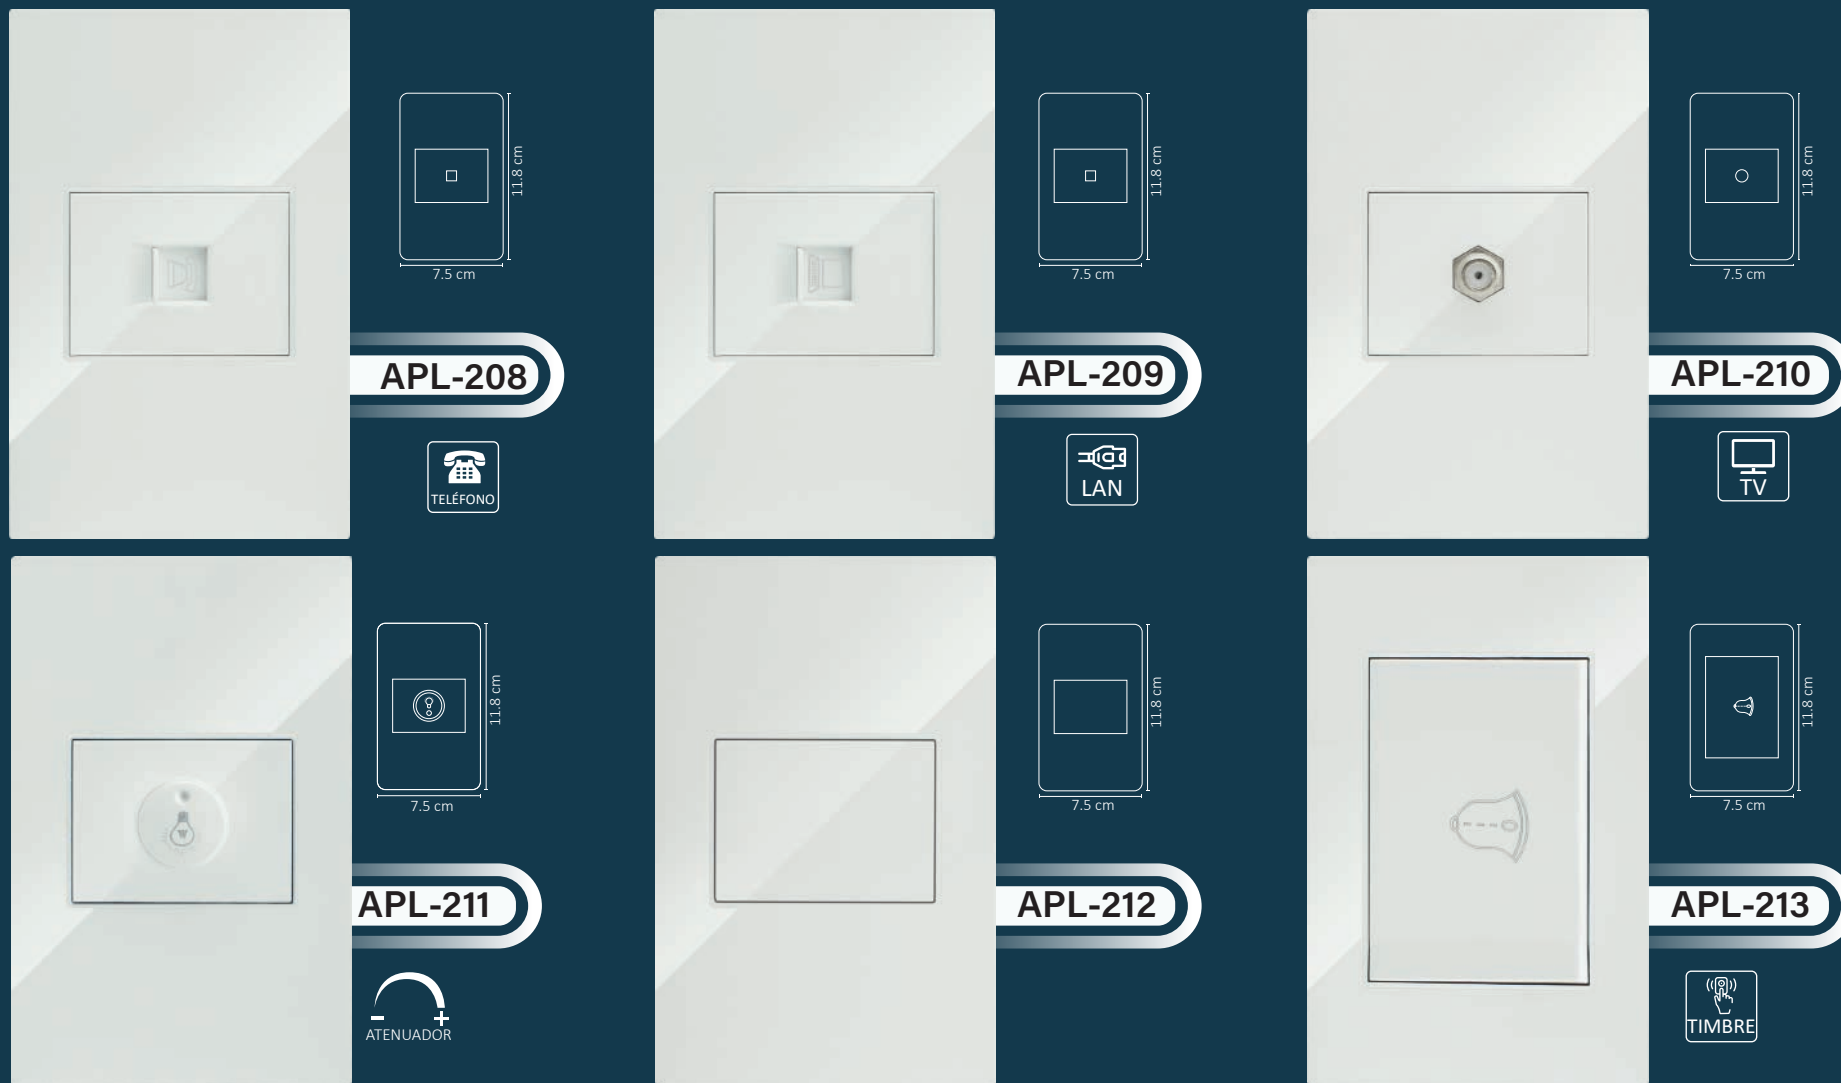 11.8 cm
7.5 cm
APL-208
TELÉFONO
11.8 cm
7.5 cm
APL-209
LAN
11.8 cm
7.5 cm
APL-210
TV
11.8 cm
7.5 cm
APL-211
ATENUADOR
11.8 cm
7.5 cm
APL-212
11.8 cm
7.5 cm
APL-213
TIMBRE